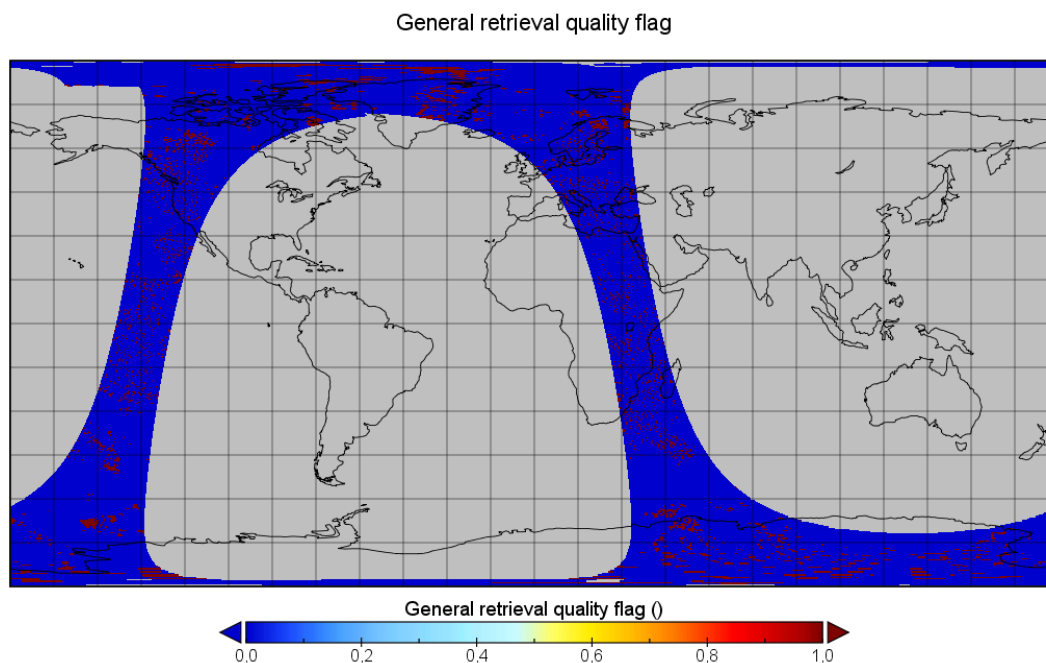 General retrieval quality flag
General retrieval quality flag ()
0.0 0.2 0.4 0.6 0.8 1.0